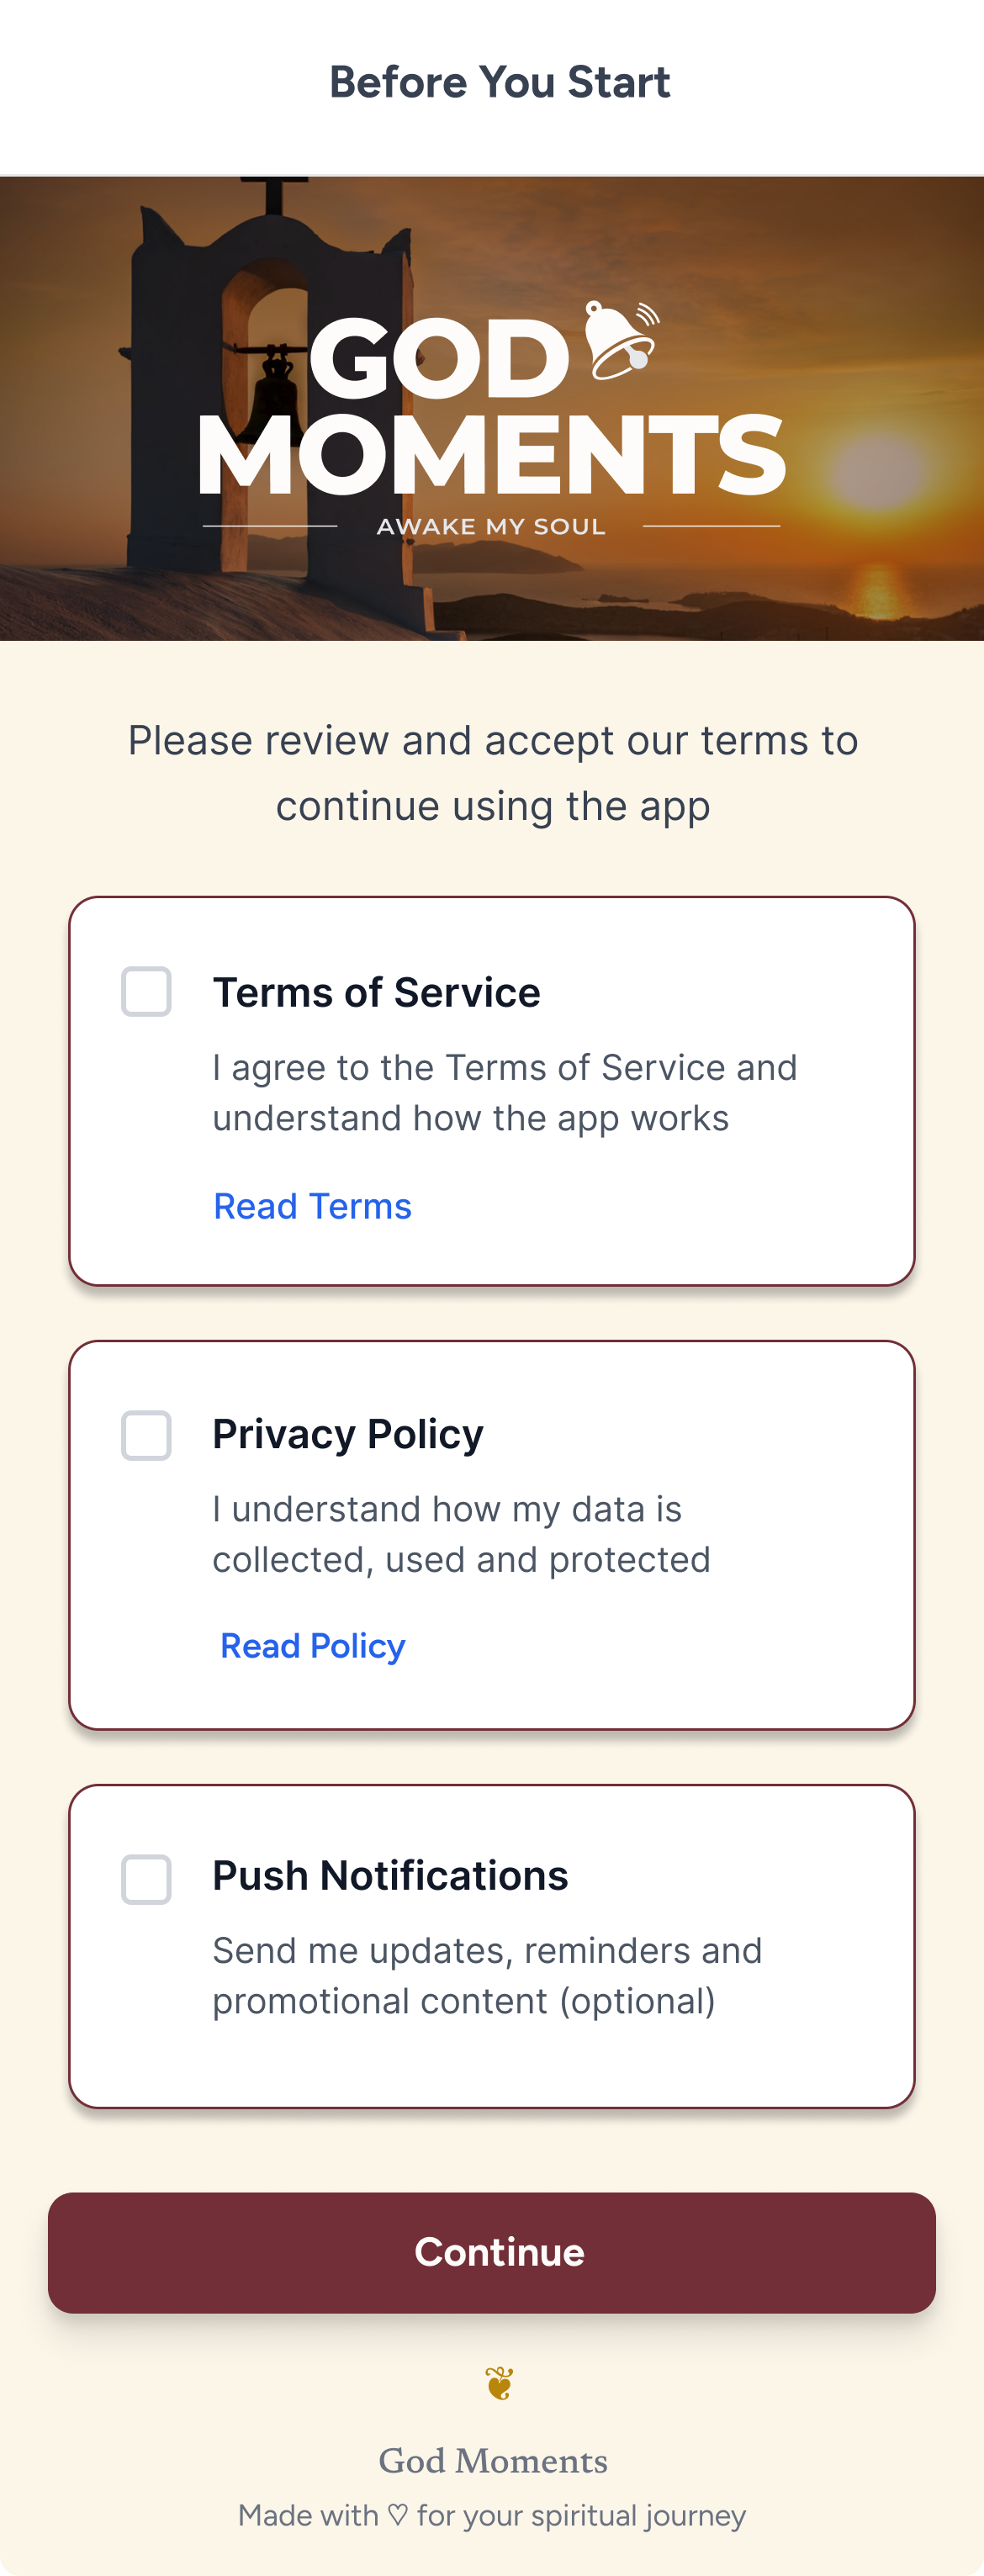 Before You Start
GOD
MOMENTS
AWAKE MY SOUL
Please review and accept our terms to
continue using the app
Terms of Service
I agree to the Terms of Service and
understand how the app works
Read Terms
Privacy Policy
I understand how my data is
collected, used and protected
Read Policy
Push Notifications
Send me updates, reminders and
promotional content (optional)
Continue
❦
God Moments
Made with ♡ for your spiritual journey